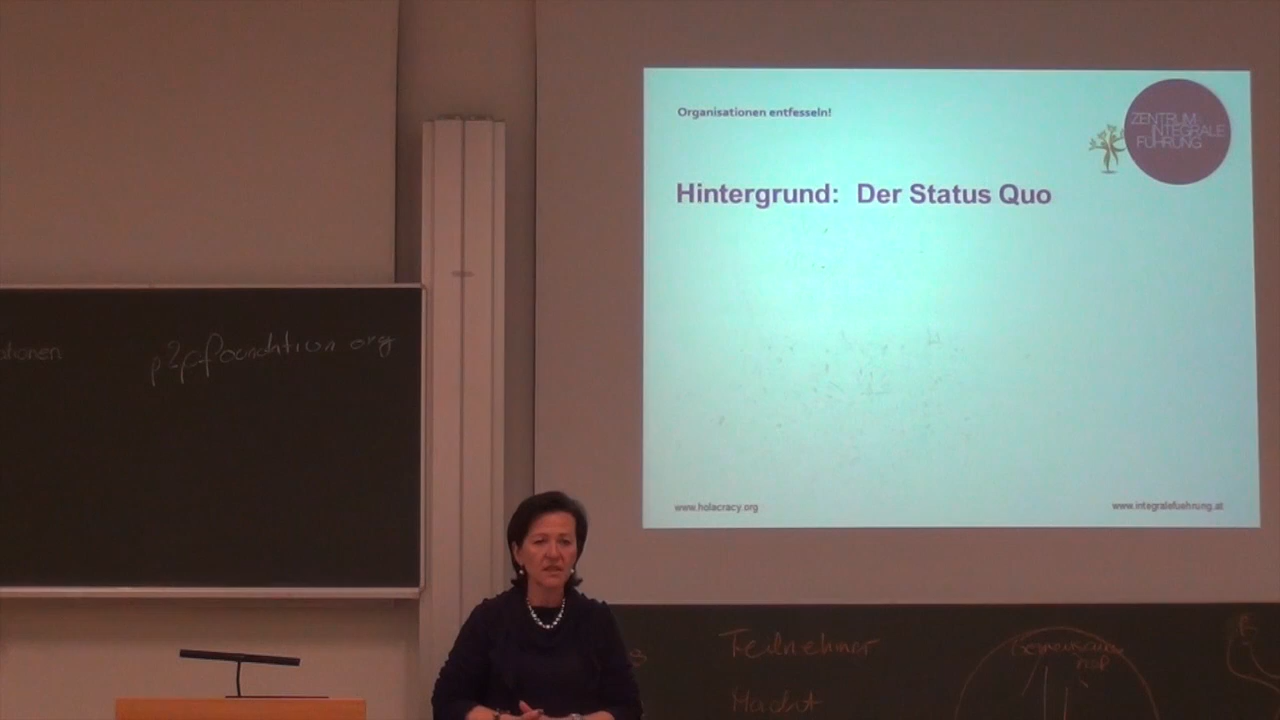 Organisationen entfesseln!
ZENTRUM
INTEGRALE
FÜHRUNG
Hintergrund: Der Status Quo
www.holacracy.org
www.integralefuehrung.at
p2pfoundation org
Teilnehmer
Macht